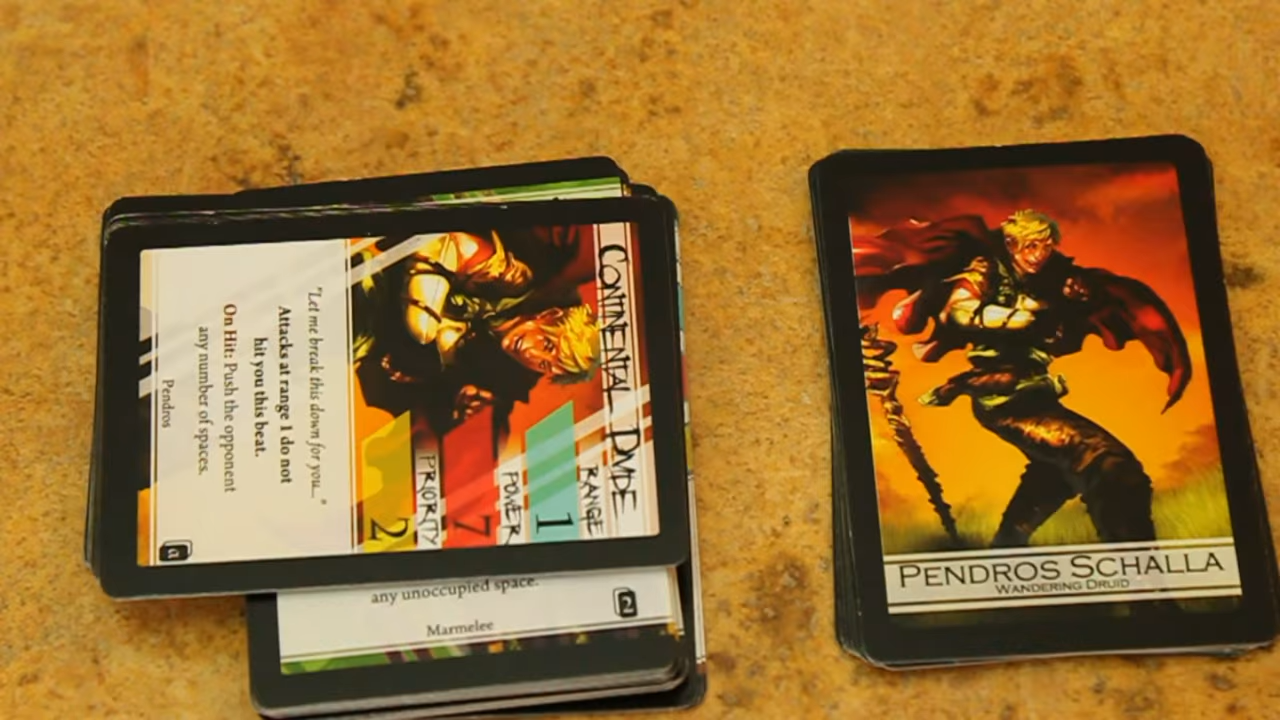 CONTINENTAL DIVIDE
RANGE
1
POWER
7
PRIORITY
2
"Let me break this down for you..."
Attacks at range 1 do not
hit you this beat.
On Hit: Push the opponent
any number of spaces.
Pendros
α
any unoccupied space.
2
Marmelee
PENDROS SCHALLA
WANDERING DRUID